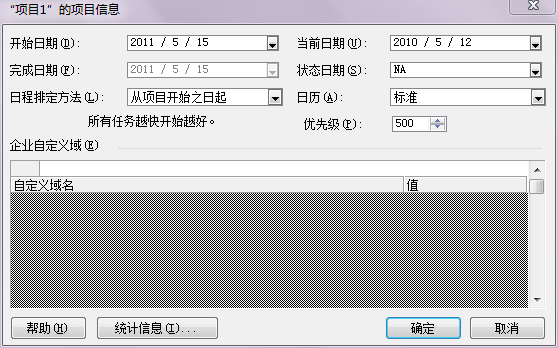 “项目1”的项目信息
开始日期(D): 2011 / 5 / 15 当前日期(U): 2010 / 5 / 12
完成日期(F): 2011 / 5 / 15 状态日期(S): NA
日程排定方法(L): 从项目开始之日起 日历(A): 标准
所有任务越快开始越好。 优先级(P): 500
企业自定义域(E)
自定义域名 值
帮助(H) 统计信息(I)... 确定 取消